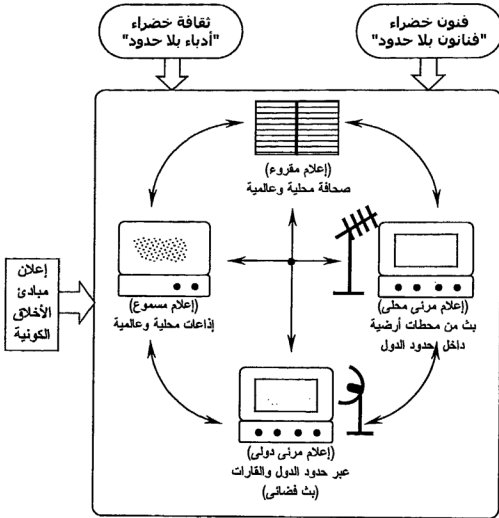 فنون خضراء
"فنانون بلا حدود"
ثقافة خضراء
"أدباء بلا حدود"
(إعلام مقروء)
صحافة محلية وعالمية
(إعلام مرئى محلى)
بث من محطات أرضية
داخل حدود الدول
(إعلام مسموع)
إذاعات محلية وعالمية
إعلان
مبادئ
الأخلاق
الكونية
(إعلام مرئى دولى)
عبر حدود الدول والقارات
(بث فضائى)